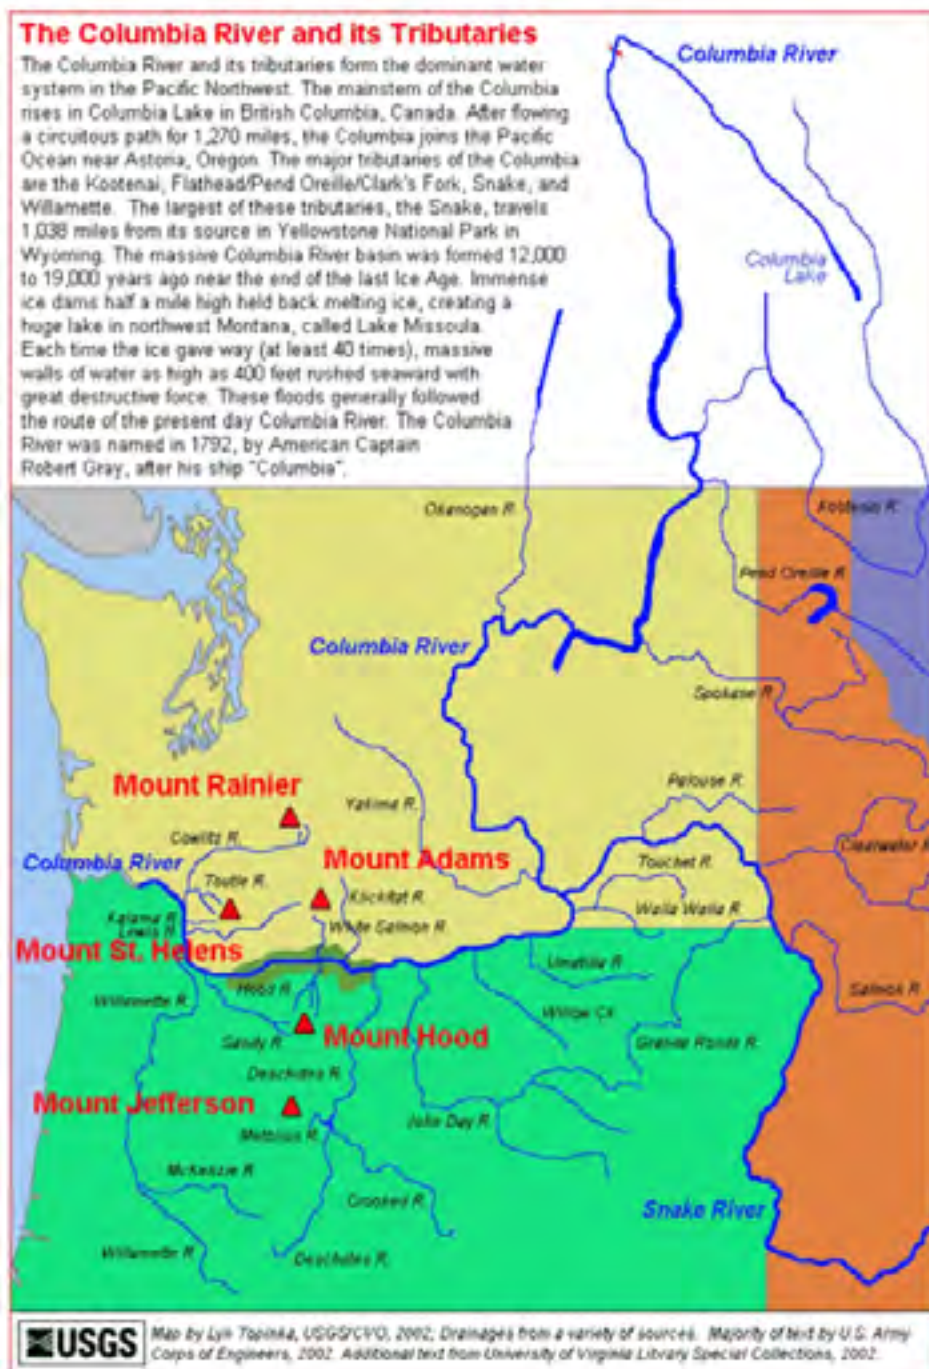 The Columbia River and its Tributaries
The Columbia River and its tributaries form the dominant water
system in the Pacific Northwest. The mainstem of the Columbia
rises in Columbia Lake in British Columbia, Canada. After flowing
a circuitous path for 1,270 miles, the Columbia joins the Pacific
Ocean near Astoria, Oregon. The major tributaries of the Columbia
are the Kootenai, Flathead/Pend Oreille/Clark's Fork, Snake, and
Willamette. The largest of these tributaries, the Snake, travels
1,038 miles from its source in Yellowstone National Park in
Wyoming. The massive Columbia River basin was formed 12,000
to 19,000 years ago near the end of the last Ice Age. Immense
ice dams half a mile high held back melting ice, creating a
huge lake in northwest Montana, called Lake Missoula.
Each time the ice gave way (at least 40 times), massive
walls of water as high as 400 feet rushed seaward with
great destructive force. These floods generally followed
the route of the present day Columbia River. The Columbia
River was named in 1792, by American Captain
Robert Gray, after his ship "Columbia".
Columbia River
Columbia
Lake
Okanogan R.
Kootenai R.
Pend Oreille R.
Columbia River
Spokane R.
Mount Rainier
Palouse R.
Yakima R.
Cowlitz R.
Clearwater R.
Columbia River
Mount Adams
Touchet R.
Toutle R.
Klickitat R.
Walla Walla R.
Kalama R.
White Salmon R.
Lewis R.
Mount St. Helens
Umatilla R.
Hood R.
Salmon R.
Willamette R.
Willow Ck
Sandy R.
Mount Hood
Grande Ronde R.
Deschutes R.
Mount Jefferson
John Day R.
Metolius R.
McKenzie R.
Crooked R.
Snake River
Willamette R.
Deschutes R.
USGS
Map by Lyn Topinka, USGS/CVO, 2002, Drainages from a variety of sources. Majority of text by U.S. Army
Corps of Engineers, 2002. Additional text from University of Virginia Library Special Collections, 2002.